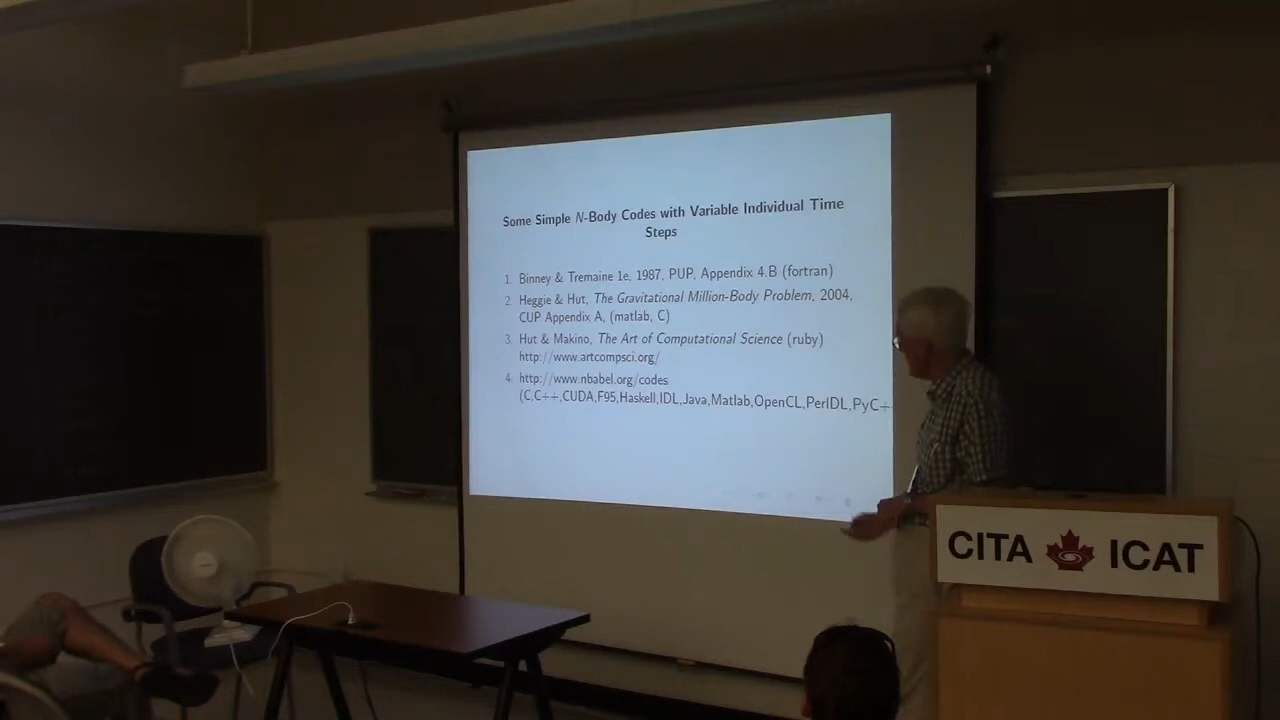 Some Simple N-Body Codes with Variable Individual Time
Steps
1. Binney & Tremaine 1e, 1987, PUP, Appendix 4.B (fortran)
2. Heggie & Hut, The Gravitational Million-Body Problem, 2004,
CUP Appendix A, (matlab, C)
3. Hut & Makino, The Art of Computational Science (ruby)
http://www.artcompsci.org/
4. http://www.nbabel.org/codes
(C,C++,CUDA,F95,Haskell,IDL,Java,Matlab,OpenCL,PerlDL,PyC+
CITA ICAT